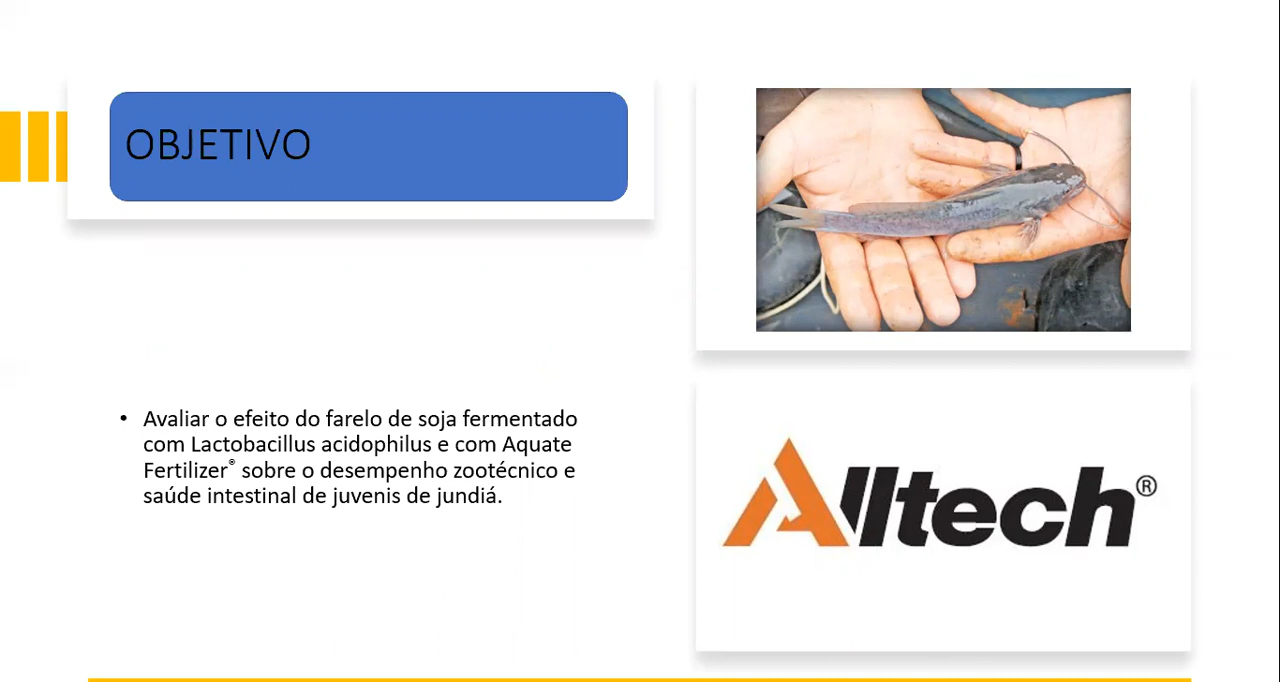 OBJETIVO
• Avaliar o efeito do farelo de soja fermentado
com Lactobacillus acidophilus e com Aquate
Fertilizer® sobre o desempenho zootécnico e
saúde intestinal de juvenis de jundiá.
Alltech®